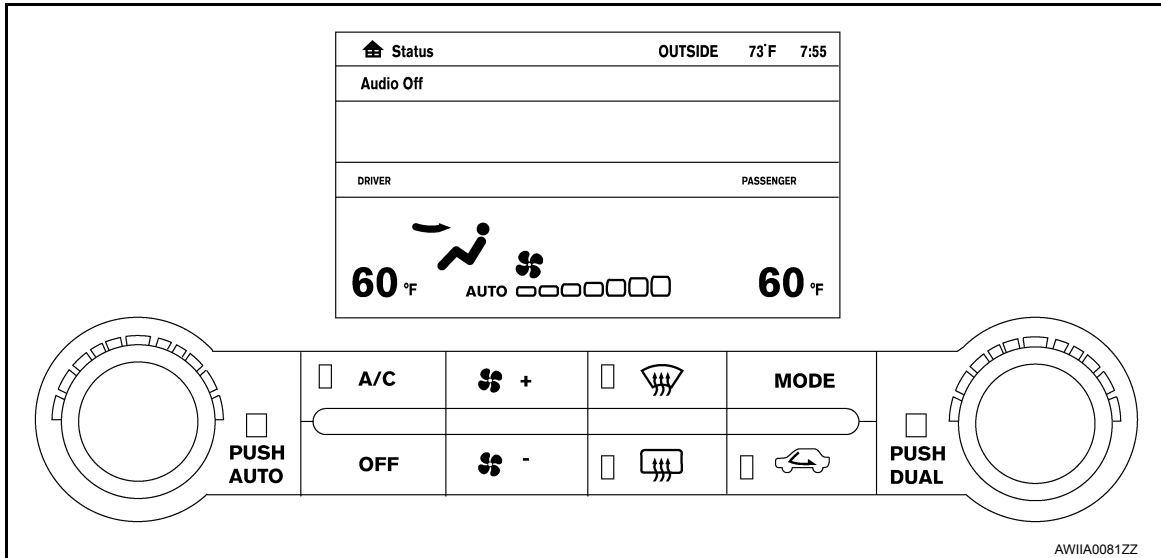 Status OUTSIDE 73°F 7:55
Audio Off
DRIVER PASSENGER
60 °F AUTO 60 °F
A/C + MODE
PUSH AUTO OFF - PUSH DUAL
AWIIA0081ZZ